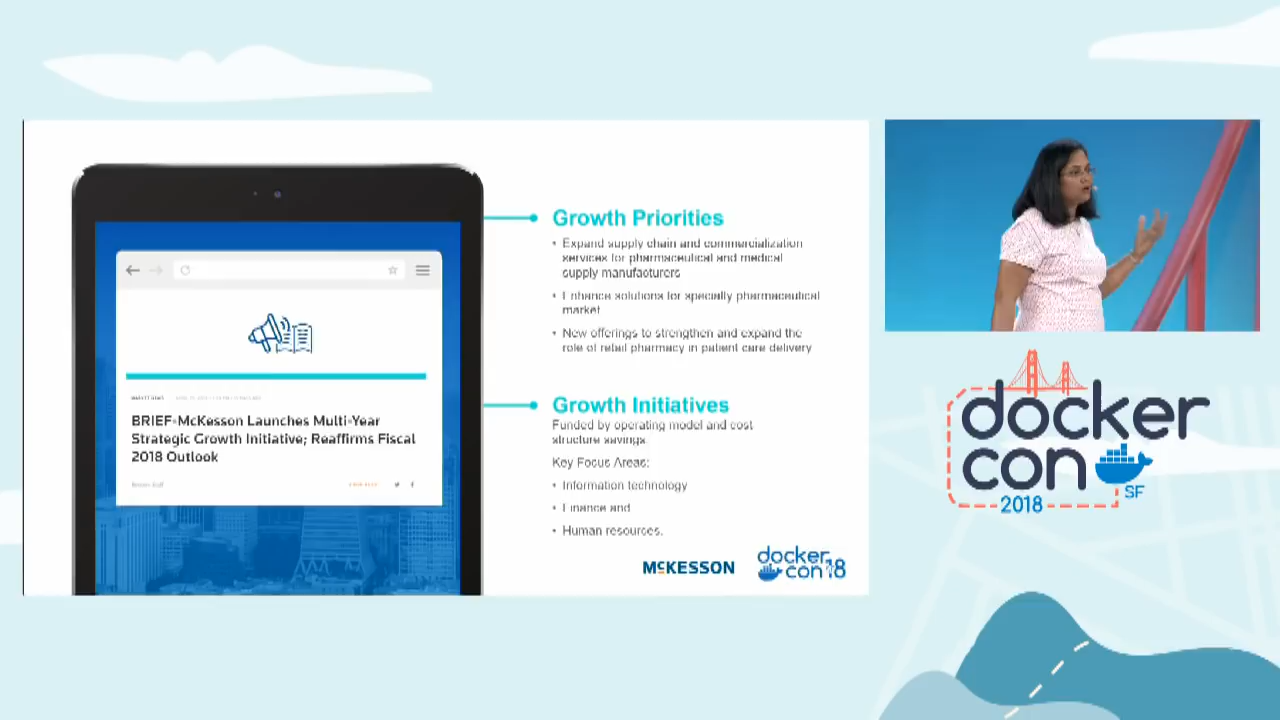 Growth Priorities
• Expand supply chain and commercialization
services for pharmaceutical and medical
supply manufacturers
• Enhance solutions for specialty pharmaceutical
market
• New offerings to strengthen and expand the
role of retail pharmacy in patient care delivery
BRIEF-McKesson Launches Multi-Year
Strategic Growth Initiative; Reaffirms Fiscal
2018 Outlook
Growth Initiatives
Funded by operating model and cost
structure savings.
Key Focus Areas:
• Information technology
• Finance and
• Human resources.
MCKESSON
docker
con 18
docker
con
SF
2018